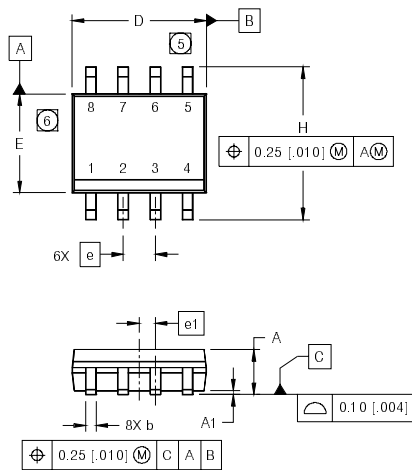 D
B
5
A
8 7 6 5
6
E
H
0.25 [.010] Ⓜ A Ⓜ
1 2 3 4
6X e
e1
A
C
0.10 [.004]
A1
8X b
0.25 [.010] Ⓜ C A B